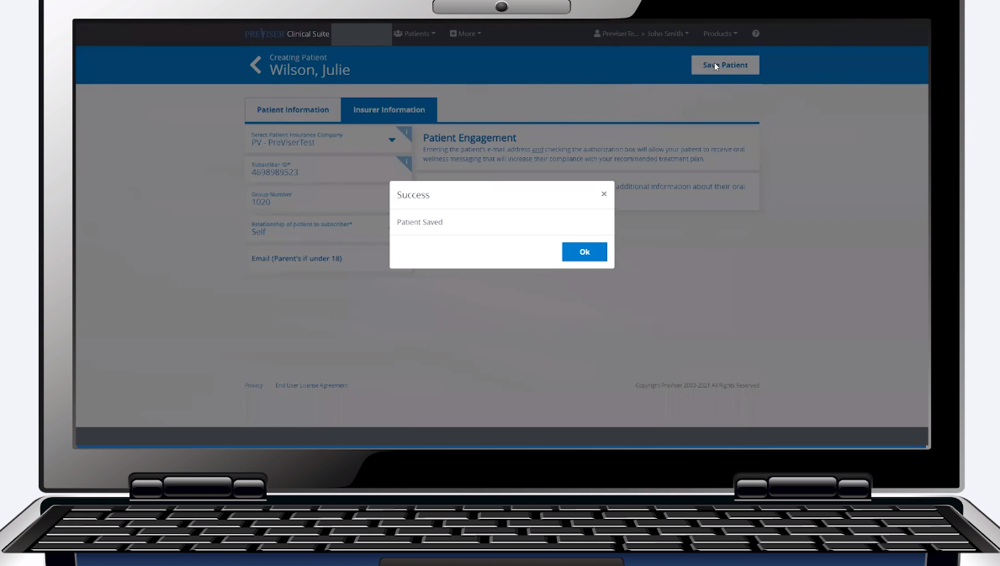 PREVISER Clinical Suite
Patients
More
PreviserTe... > John Smith
Products
Creating Patient
Wilson, Julie
Save Patient
Patient Information
Insurer Information
Select Patient Insurance Company
PV - PreViserTest
Subscriber ID*
4698989523
Group Number
1020
Relationship of patient to subscriber*
Self
Email (Parent's if under 18)
Patient Engagement
Entering the patient's e-mail address and checking the authorization box will allow your patient to receive oral
wellness messaging that will increase their compliance with your recommended treatment plan.
additional information about their oral
Success
×
Patient Saved
Ok
Privacy
End User License Agreement
Copyright PreViser 2003-2021 All Rights Reserved